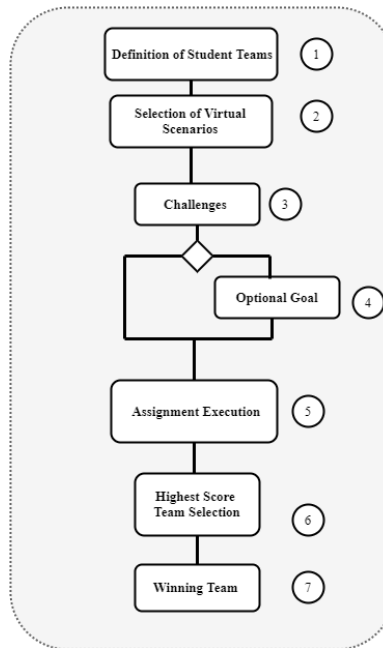 Definition of Student Teams
1
Selection of Virtual
Scenarios
2
Challenges
3
Optional Goal
4
Assignment Execution
5
Highest Score
Team Selection
6
Winning Team
7